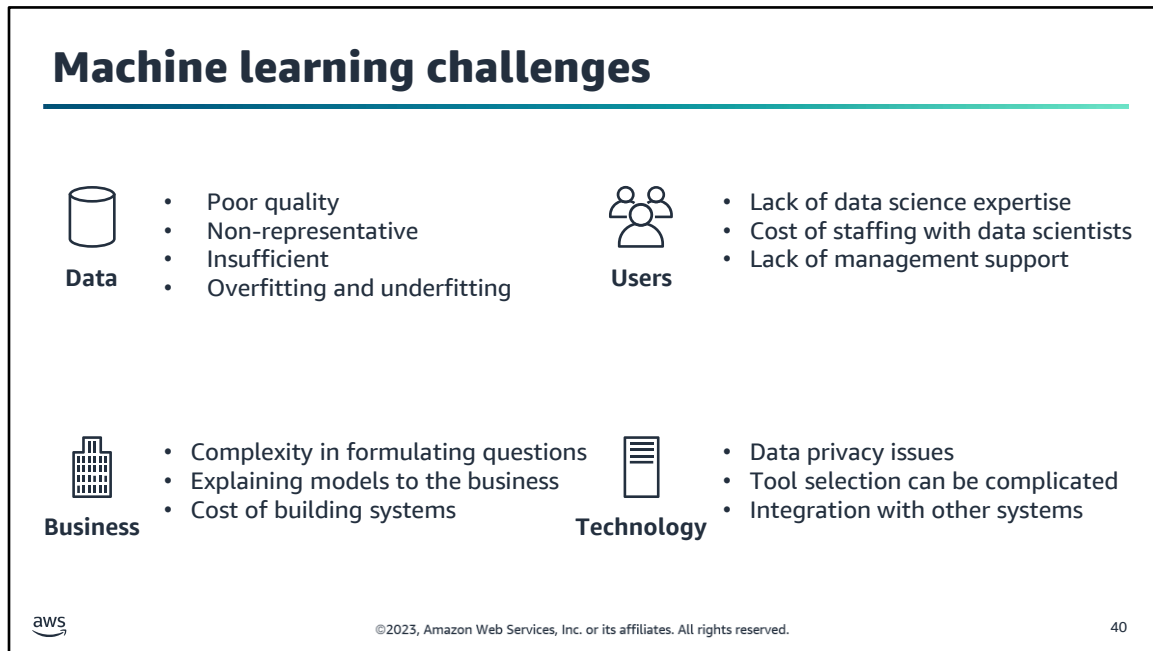 Machine learning challenges
• Poor quality
• Non-representative
• Insufficient
• Overfitting and underfitting
Data
• Lack of data science expertise
• Cost of staffing with data scientists
• Lack of management support
Users
• Complexity in formulating questions
• Explaining models to the business
• Cost of building systems
Business
• Data privacy issues
• Tool selection can be complicated
• Integration with other systems
Technology
aws
©2023, Amazon Web Services, Inc. or its affiliates. All rights reserved.
40